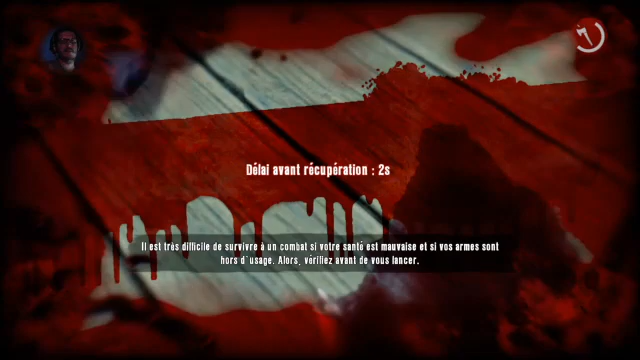 Délai avant récupération : 2s
Il est très difficile de survivre à un combat si votre santé est mauvaise et si vos armes sont
hors d'usage. Alors, vérifiez avant de vous lancer.